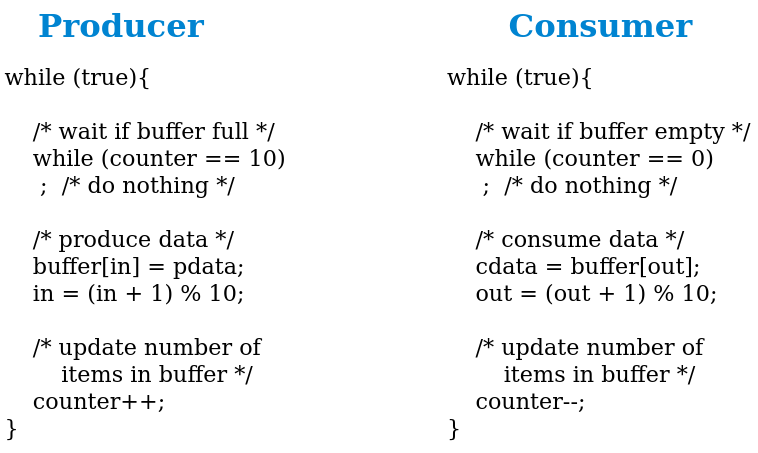 Producer
while (true){
/* wait if buffer full */
while (counter == 10)
; /* do nothing */
/* produce data */
buffer[in] = pdata;
in = (in + 1) % 10;
/* update number of
items in buffer */
counter++;
}
Consumer
while (true){
/* wait if buffer empty */
while (counter == 0)
; /* do nothing */
/* consume data */
cdata = buffer[out];
out = (out + 1) % 10;
/* update number of
items in buffer */
counter--;
}